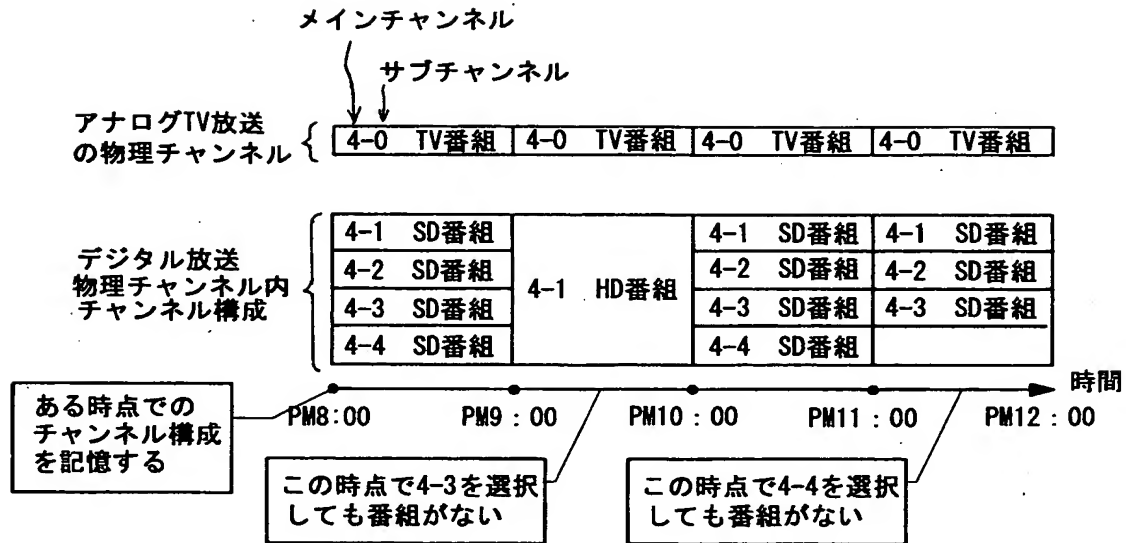 メインチャンネル
サブチャンネル
アナログTV放送
の物理チャンネル
4-0 TV番組 4-0 TV番組 4-0 TV番組 4-0 TV番組
デジタル放送
物理チャンネル内
チャンネル構成
4-1 SD番組 4-1 HD番組 4-1 SD番組 4-1 SD番組
4-2 SD番組 4-2 SD番組 4-2 SD番組
4-3 SD番組 4-3 SD番組 4-3 SD番組
4-4 SD番組 4-4 SD番組
時間
PM8:00 PM9:00 PM10:00 PM11:00 PM12:00
ある時点での
チャンネル構成
を記憶する
この時点で4-3を選択
しても番組がない
この時点で4-4を選択
しても番組がない